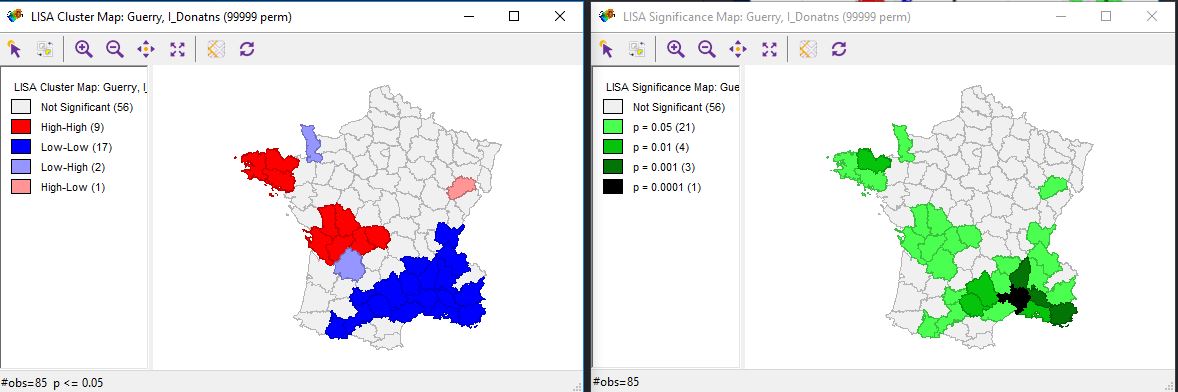 LISA Cluster Map: Guerry, I_Donatns (99999 perm)
LISA Cluster Map: Guerry, I_
Not Significant (56)
High-High (9)
Low-Low (17)
Low-High (2)
High-Low (1)
#obs=85 p <= 0.05
LISA Significance Map: Guerry, I_Donatns (99999 perm)
LISA Significance Map: Gue
Not Significant (56)
p = 0.05 (21)
p = 0.01 (4)
p = 0.001 (3)
p = 0.0001 (1)
#obs=85